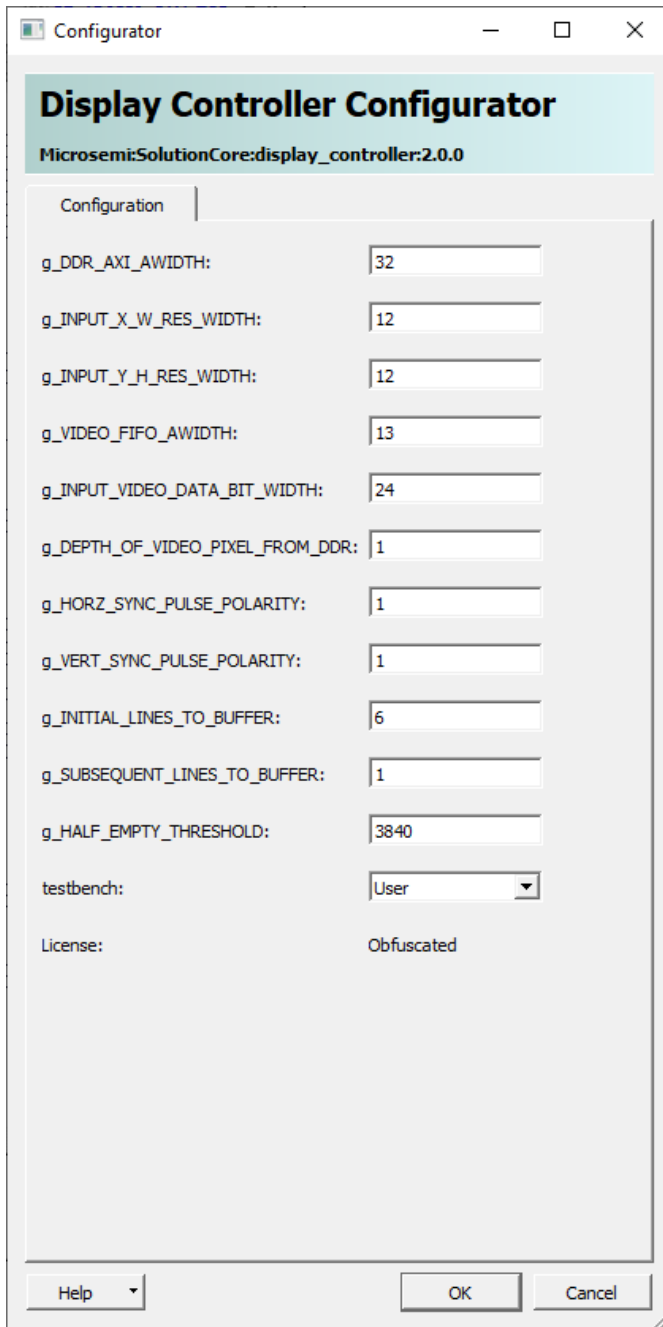 Configurator
Display Controller Configurator
Microsemi:SolutionCore:display_controller:2.0.0
Configuration
g_DDR_AXI_AWIDTH: 32
g_INPUT_X_W_RES_WIDTH: 12
g_INPUT_Y_H_RES_WIDTH: 12
g_VIDEO_FIFO_AWIDTH: 13
g_INPUT_VIDEO_DATA_BIT_WIDTH: 24
g_DEPTH_OF_VIDEO_PIXEL_FROM_DDR: 1
g_HORZ_SYNC_PULSE_POLARITY: 1
g_VERT_SYNC_PULSE_POLARITY: 1
g_INITIAL_LINES_TO_BUFFER: 6
g_SUBSEQUENT_LINES_TO_BUFFER: 1
g_HALF_EMPTY_THRESHOLD: 3840
testbench: User
License: Obfuscated
Help OK Cancel